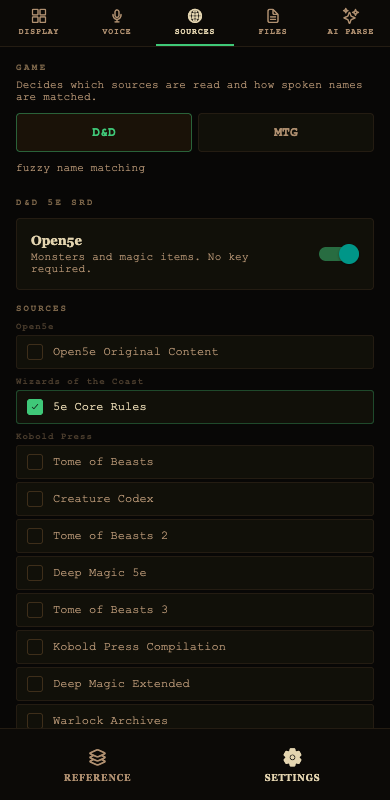 DISPLAY
VOICE
SOURCES
FILES
AI PARSE
GAME
Decides which sources are read and how spoken names
are matched.
D&D
MTG
fuzzy name matching
D&D 5E SRD
Open5e
Monsters and magic items. No key
required.
SOURCES
Open5e
Open5e Original Content
Wizards of the Coast
5e Core Rules
Kobold Press
Tome of Beasts
Creature Codex
Tome of Beasts 2
Deep Magic 5e
Tome of Beasts 3
Kobold Press Compilation
Deep Magic Extended
Warlock Archives
REFERENCE
SETTINGS